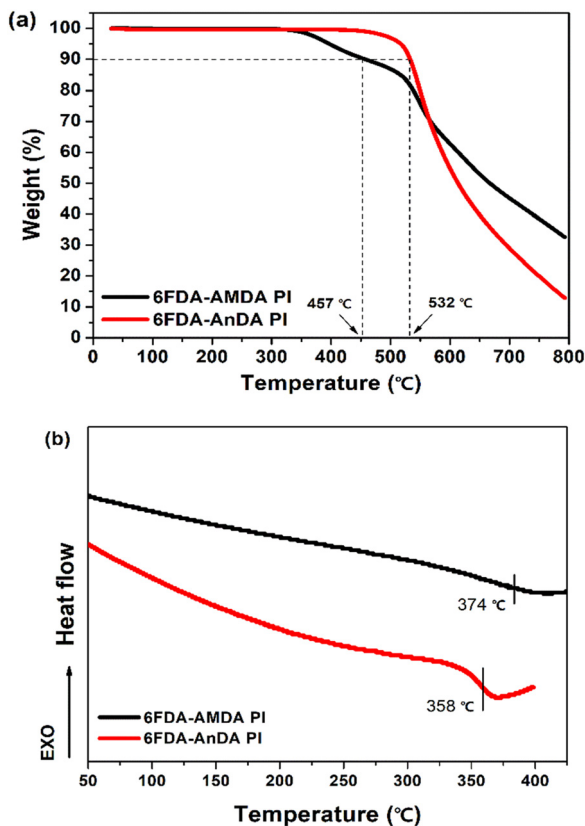 (a)
100
90
80
70
60
50
40
30
20
10
0
Weight (%)
6FDA-AMDA PI
6FDA-AnDA PI
457 ℃
532 ℃
0 100 200 300 400 500 600 700 800
Temperature (℃)
(b)
Heat flow
EXO
374 ℃
358 ℃
6FDA-AMDA PI
6FDA-AnDA PI
50 100 150 200 250 300 350 400
Temperature (℃)